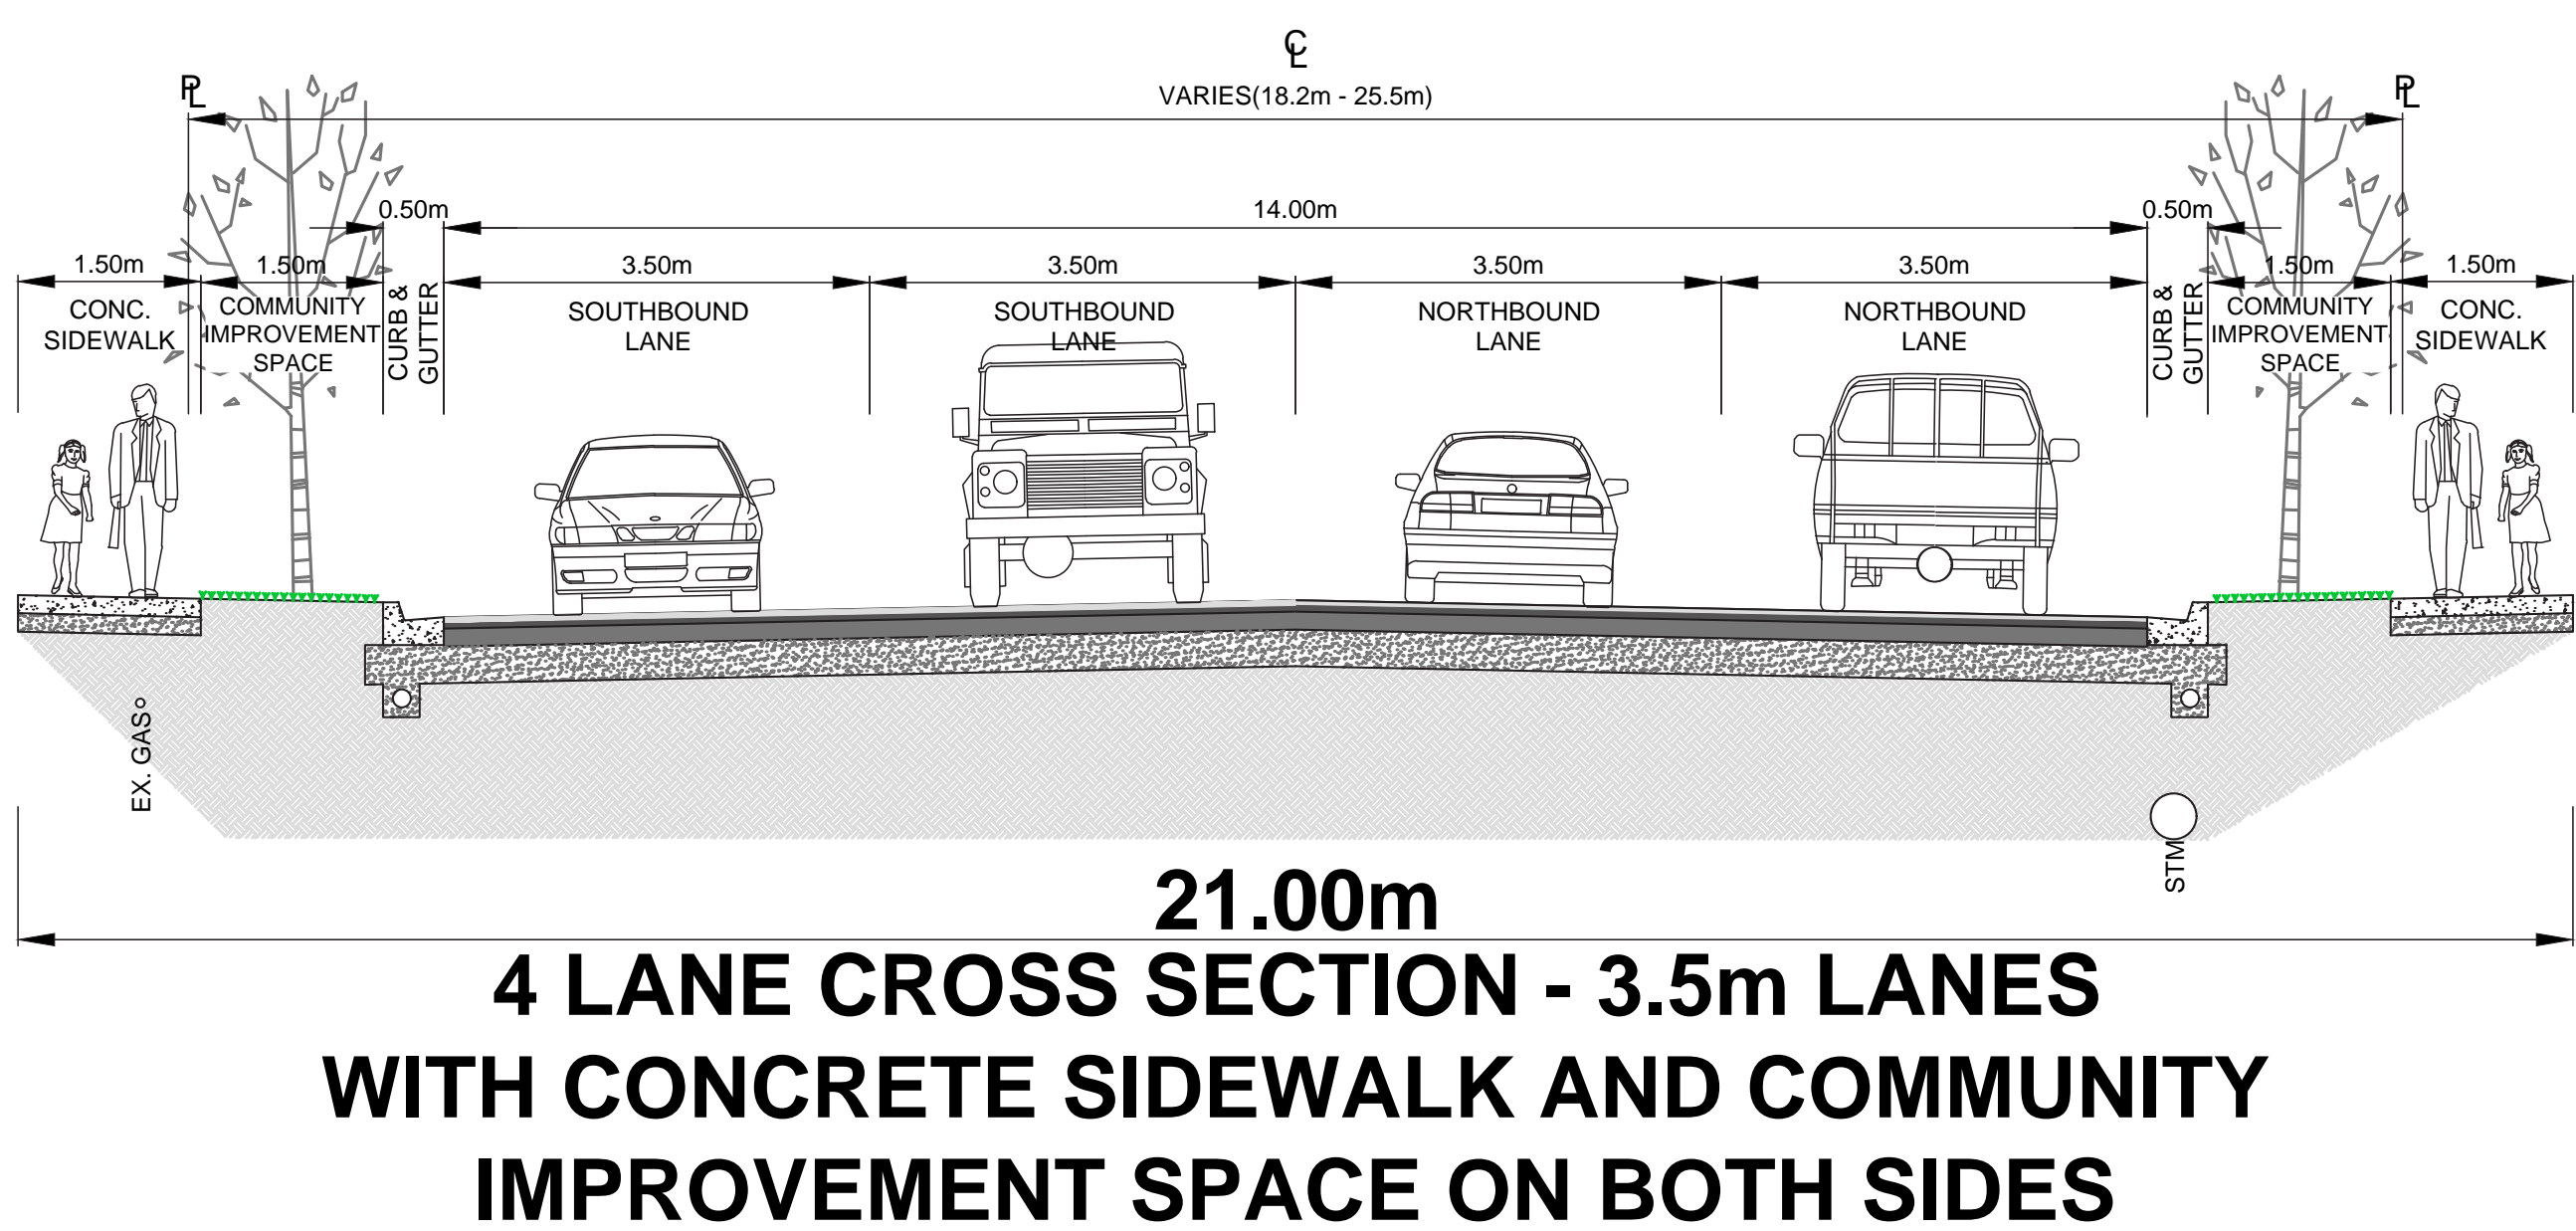 ℄
VARIES(18.2m - 25.5m)
PL
PL
0.50m
14.00m
0.50m
1.50m
1.50m
3.50m
3.50m
3.50m
3.50m
1.50m
1.50m
CONC.
SIDEWALK
COMMUNITY
IMPROVEMENT
SPACE
CURB &
GUTTER
SOUTHBOUND
LANE
SOUTHBOUND
LANE
NORTHBOUND
LANE
NORTHBOUND
LANE
CURB &
GUTTER
COMMUNITY
IMPROVEMENT
SPACE
CONC.
SIDEWALK
EX. GAS
STM
21.00m
4 LANE CROSS SECTION - 3.5m LANES
WITH CONCRETE SIDEWALK AND COMMUNITY
IMPROVEMENT SPACE ON BOTH SIDES